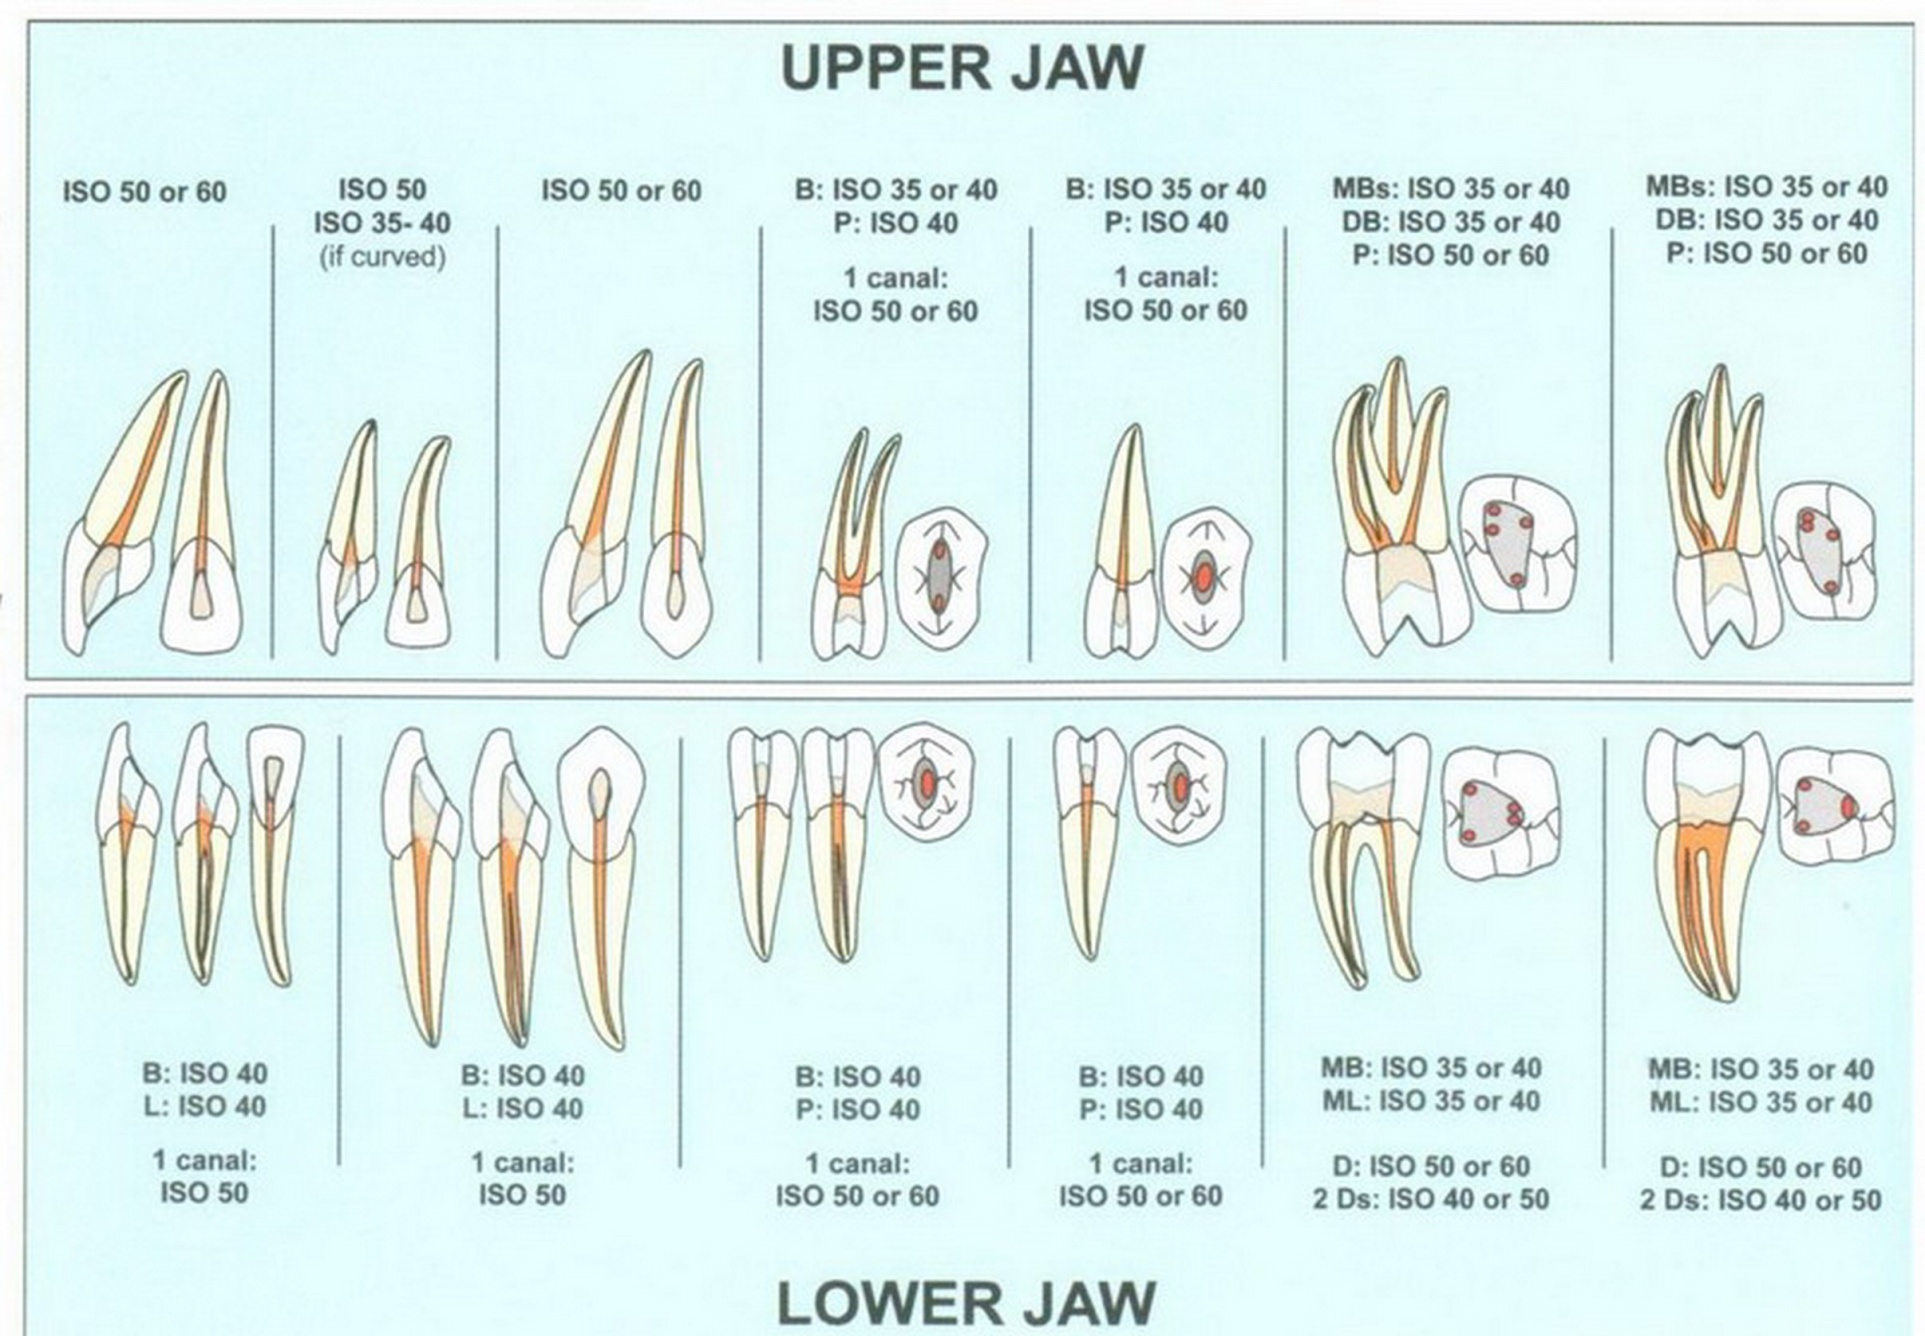 UPPER JAW
ISO 50 or 60
ISO 50
ISO 35- 40
(if curved)
ISO 50 or 60
B: ISO 35 or 40
P: ISO 40
1 canal:
ISO 50 or 60
B: ISO 35 or 40
P: ISO 40
1 canal:
ISO 50 or 60
MBs: ISO 35 or 40
DB: ISO 35 or 40
P: ISO 50 or 60
MBs: ISO 35 or 40
DB: ISO 35 or 40
P: ISO 50 or 60
B: ISO 40
L: ISO 40
1 canal:
ISO 50
B: ISO 40
L: ISO 40
1 canal:
ISO 50
B: ISO 40
P: ISO 40
1 canal:
ISO 50 or 60
B: ISO 40
P: ISO 40
1 canal:
ISO 50 or 60
MB: ISO 35 or 40
ML: ISO 35 or 40
D: ISO 50 or 60
2 Ds: ISO 40 or 50
MB: ISO 35 or 40
ML: ISO 35 or 40
D: ISO 50 or 60
2 Ds: ISO 40 or 50
LOWER JAW